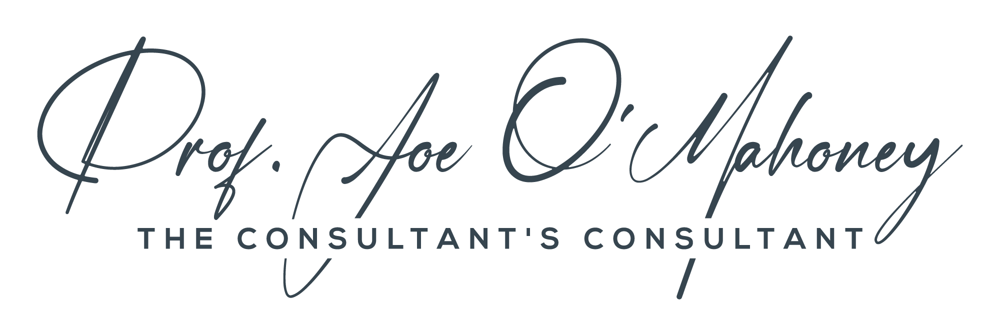 Prof. Joe O'Mahoney
THE CONSULTANT'S CONSULTANT